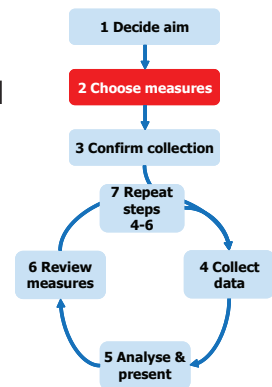 1 Decide aim
2 Choose measures
3 Confirm collection
7 Repeat
steps
4-6
6 Review
measures
4 Collect
data
5 Analyse &
present